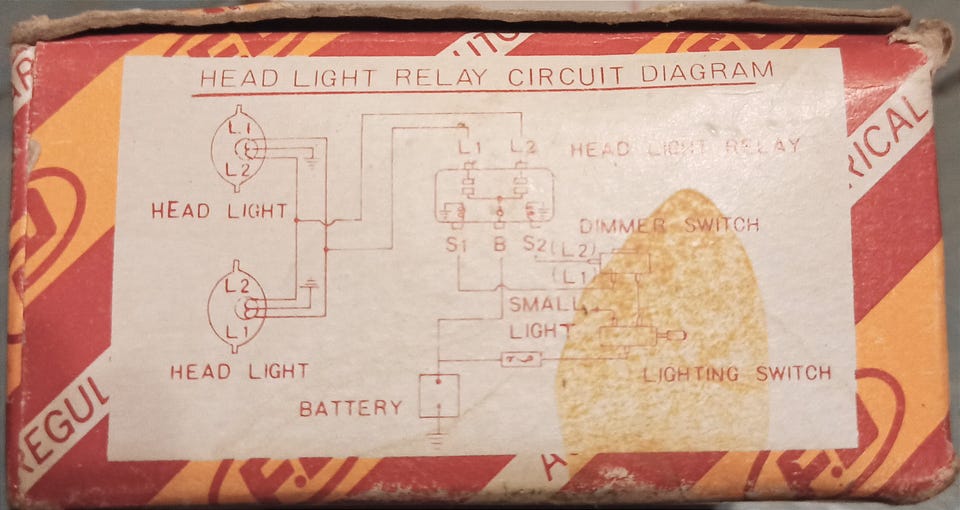 HEAD LIGHT RELAY CIRCUIT DIAGRAM
L1
L2
HEAD LIGHT
L1 L2
HEAD LIGHT RELAY
S1 B S2
DIMMER SWITCH
(L2)
(L1)
SMALL
LIGHT
L2
L1
HEAD LIGHT
LIGHTING SWITCH
BATTERY
REGUL
RICAL
UTO
A